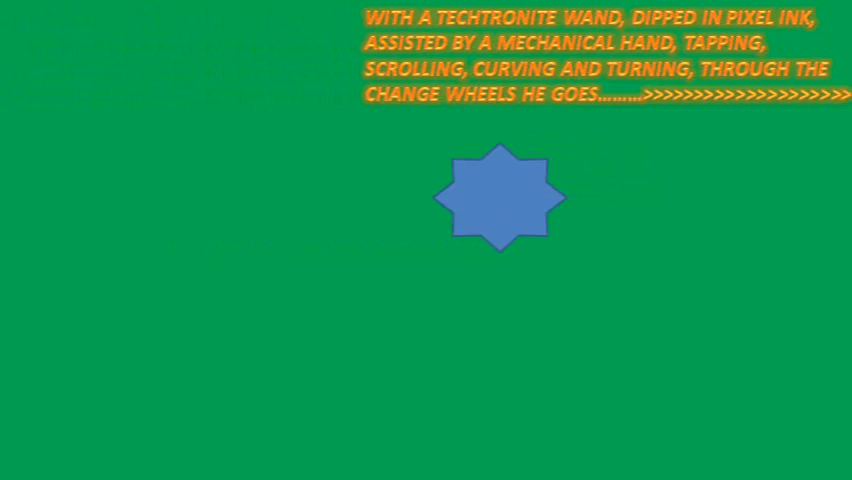 WITH A TECHTRONITE WAND, DIPPED IN PIXEL INK,
ASSISTED BY A MECHANICAL HAND, TAPPING,
SCROLLING, CURVING AND TURNING, THROUGH THE
CHANGE WHEELS HE GOES.........>>>>>>>>>>>>>>>>>>>>>